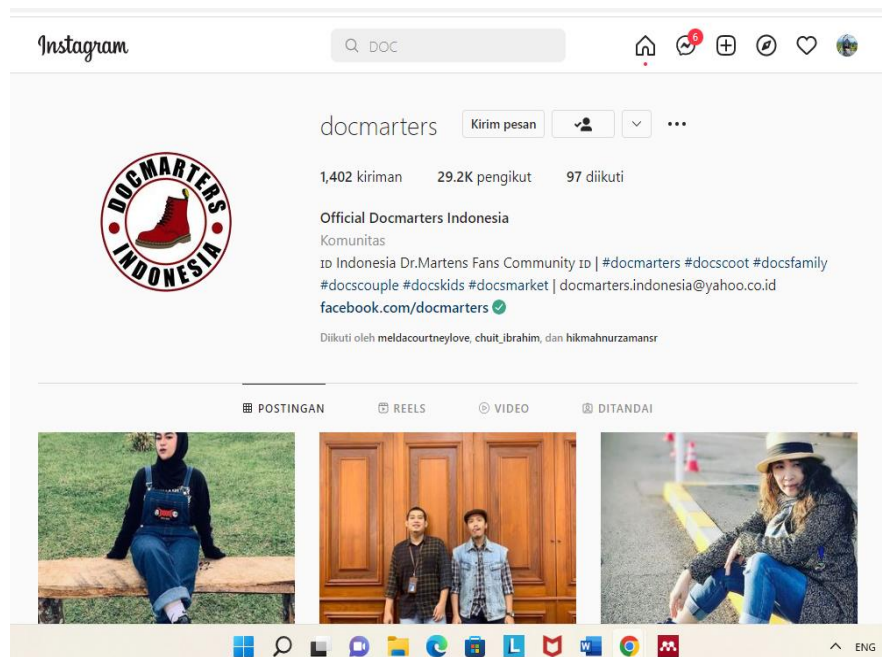 Instagram
DOC
6
docmarters Kirim pesan
1,402 kiriman 29.2K pengikut 97 diikuti
DOCMARTERS
INDONESIA
Official Docmarters Indonesia
Komunitas
ID Indonesia Dr.Martens Fans Community ID | #docmarters #docscoot #docsfamily
#docscouple #docskids #docsmarket | docmarters.indonesia@yahoo.co.id
facebook.com/docmarters
Diikuti oleh meldacourtneylove, chuit_ibrahim, dan hikmahnurzamansr
POSTINGAN REELS VIDEO DITANDAI
L W M
ENG